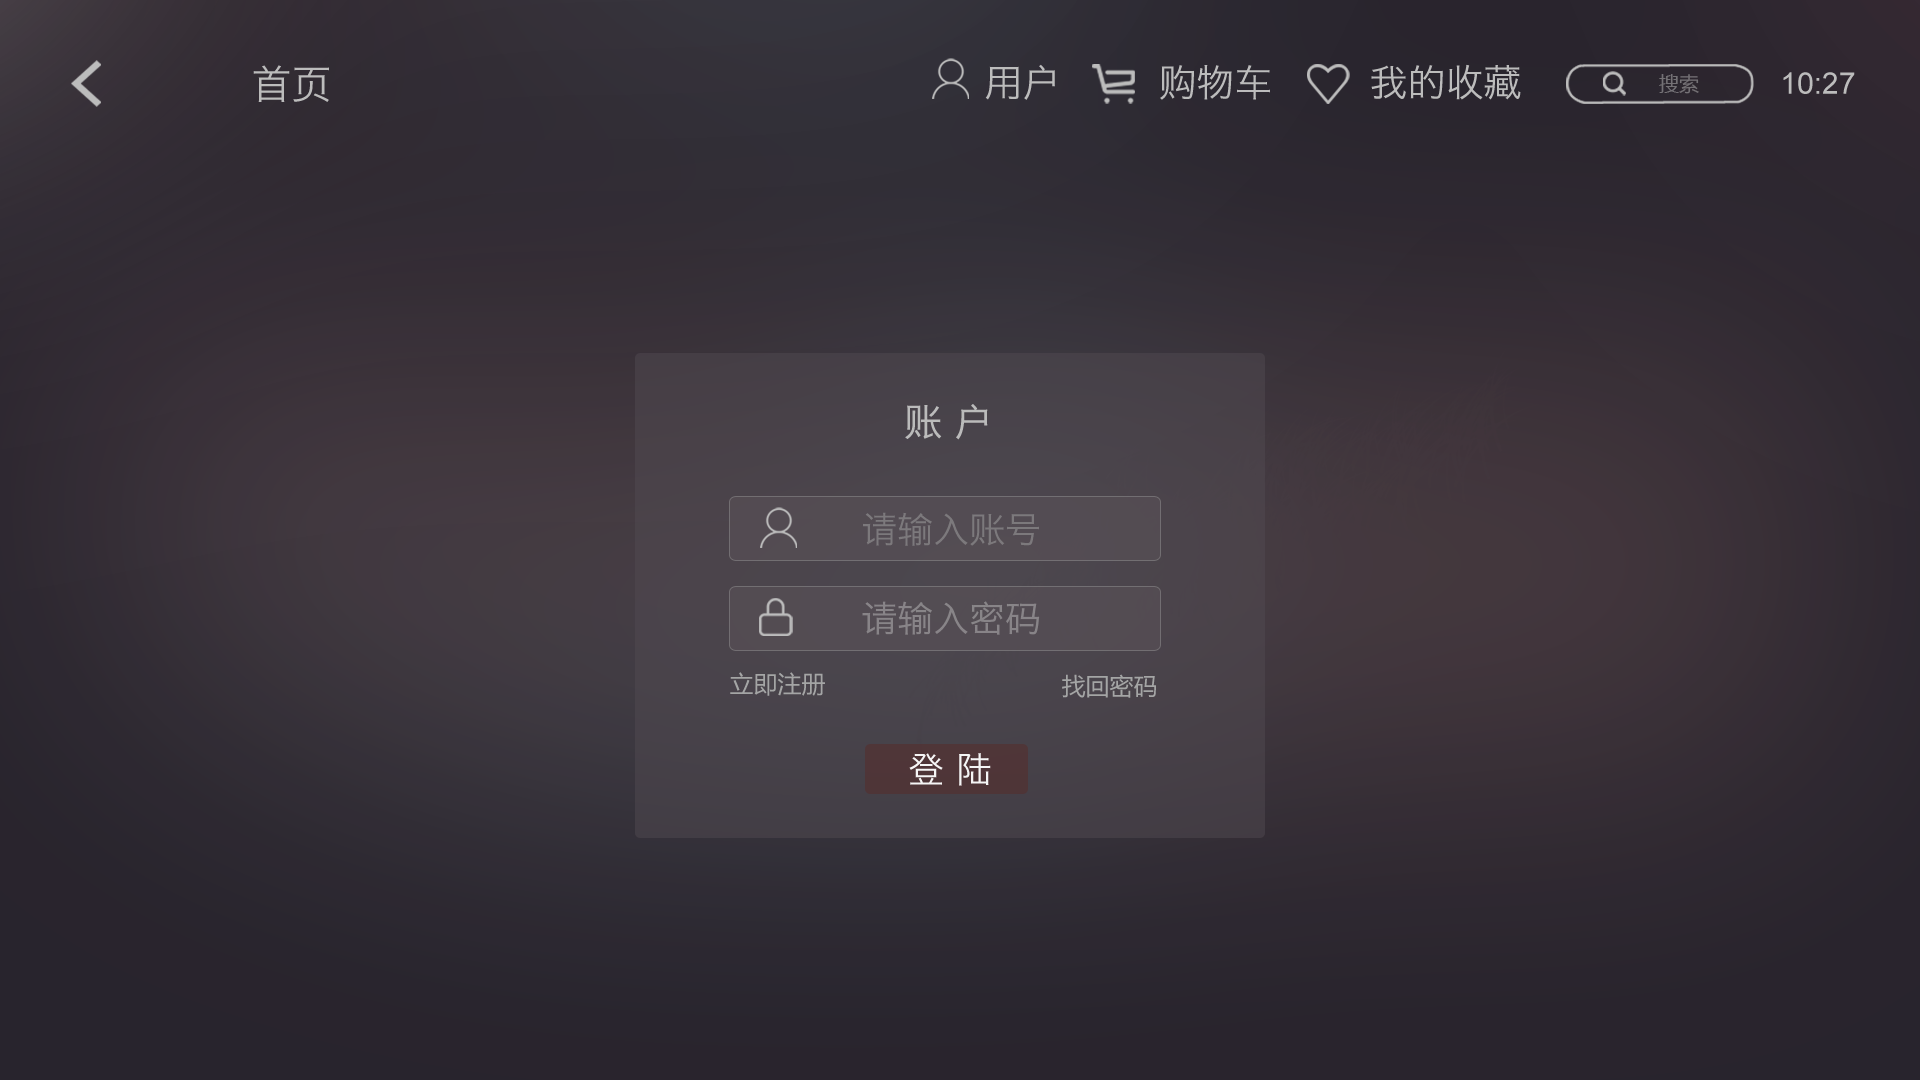 首页 用户 购物车 我的收藏 搜索 10:27
账 户
请输入账号
请输入密码
立即注册 找回密码
登 陆